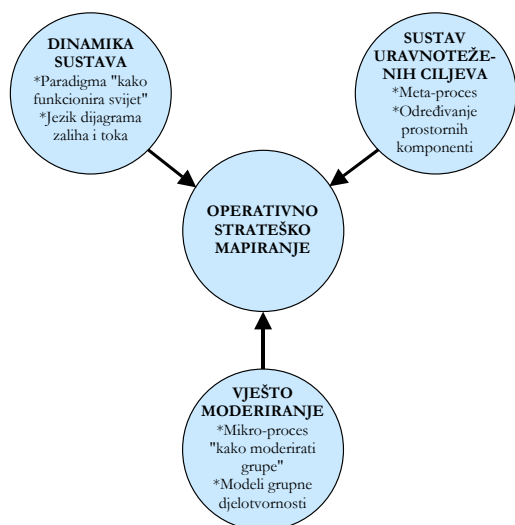 DINAMIKA
SUSTAVA
*Paradigma "kako
funkcionira svijet"
*Jezik dijagrama
zaliha i toka
SUSTAV
URAVNOTEŽE-
NIH CILJEVA
*Meta-proces
*Određivanje
prostornih
komponenti
OPERATIVNO
STRATEŠKO
MAPIRANJE
VJEŠTO
MODERIRANJE
*Mikro-proces
"kako moderirati
grupe"
*Modeli grupne
djelotvornosti